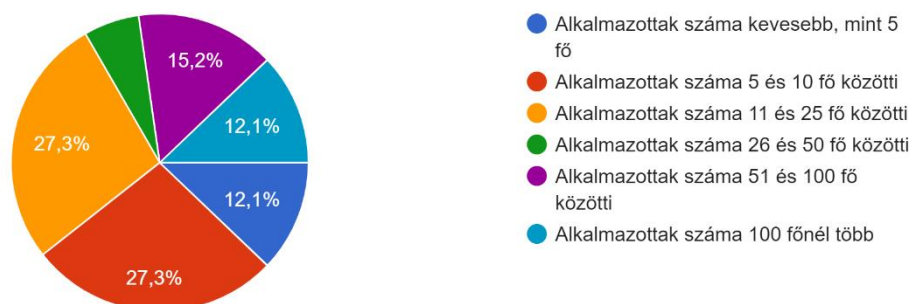 15,2%
12,1%
12,1%
27,3%
27,3%
Alkalmazottak száma kevesebb, mint 5
fő
Alkalmazottak száma 5 és 10 fő közötti
Alkalmazottak száma 11 és 25 fő közötti
Alkalmazottak száma 26 és 50 fő közötti
Alkalmazottak száma 51 és 100 fő
közötti
Alkalmazottak száma 100 főnél több